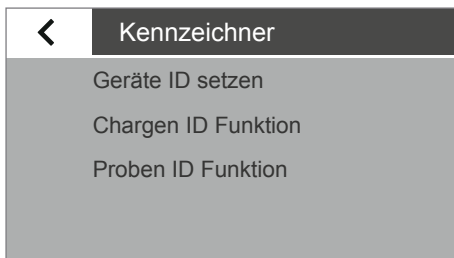 Kennzeichner
Geräte ID setzen
Chargen ID Funktion
Proben ID Funktion